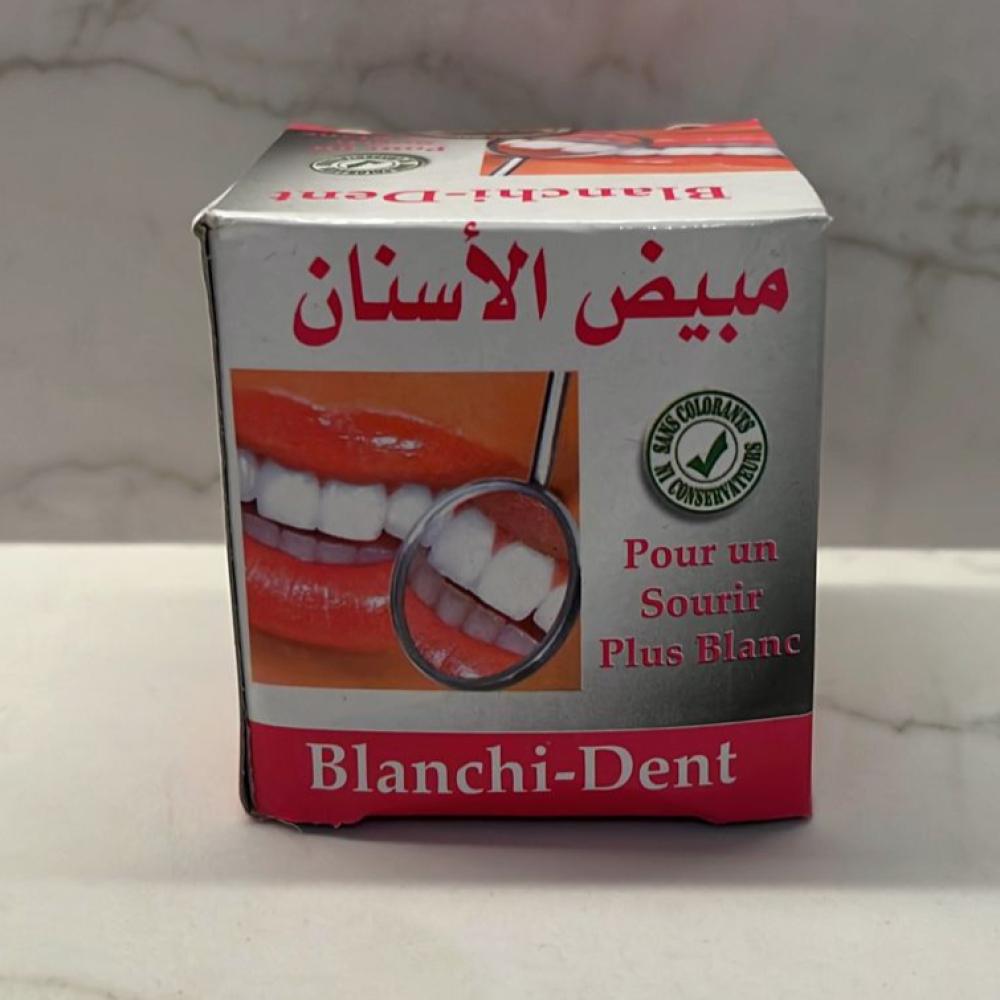 Blanchi-Dent
مبيض الأسنان
SANS COLORANTS
NI CONSERVATEURS
Pour un
Sourir
Plus Blanc
Blanchi-Dent